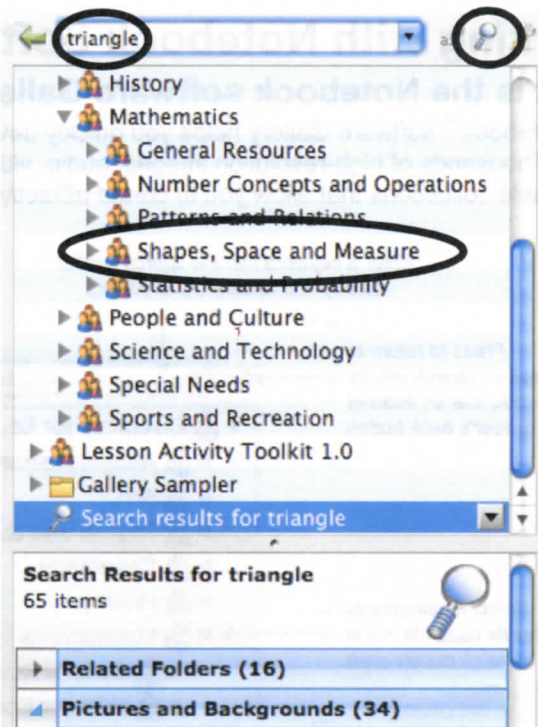 triangle
History
Mathematics
General Resources
Number Concepts and Operations
Patterns and Relations
Shapes, Space and Measure
Statistics and Probability
People and Culture
Science and Technology
Special Needs
Sports and Recreation
Lesson Activity Toolkit 1.0
Gallery Sampler
Search results for triangle
Search Results for triangle
65 items
Related Folders (16)
Pictures and Backgrounds (34)